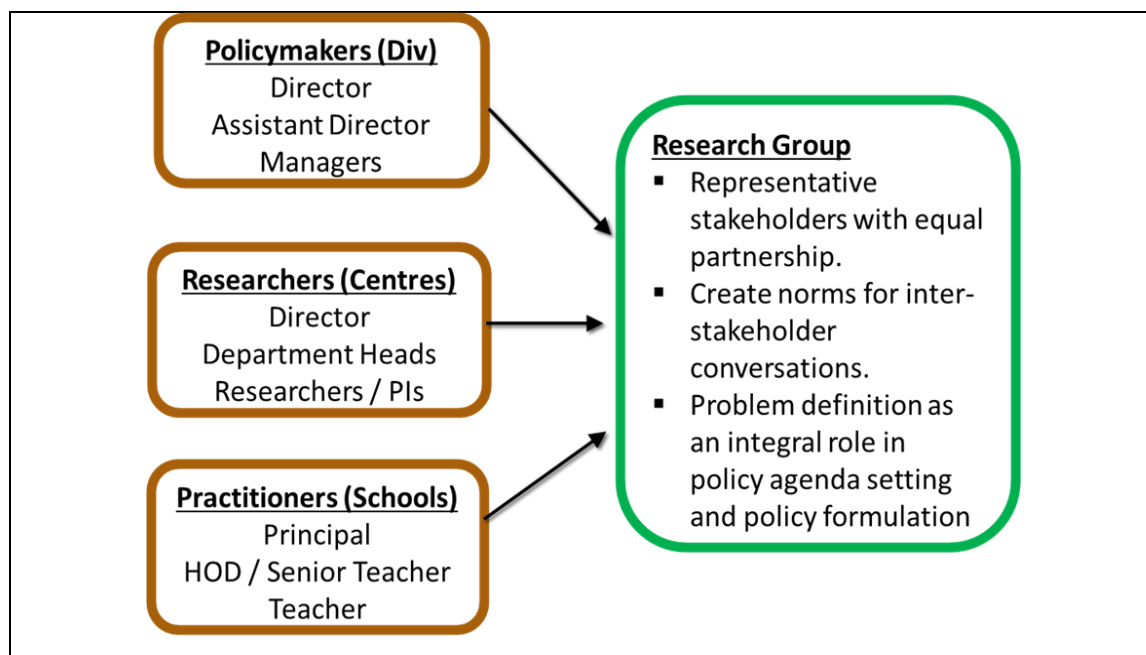 Policymakers (Div)
Director
Assistant Director
Managers
Researchers (Centres)
Director
Department Heads
Researchers / PIs
Practitioners (Schools)
Principal
HOD / Senior Teacher
Teacher
Research Group
▪ Representative
stakeholders with equal
partnership.
▪ Create norms for inter-
stakeholder
conversations.
▪ Problem definition as
an integral role in
policy agenda setting
and policy formulation